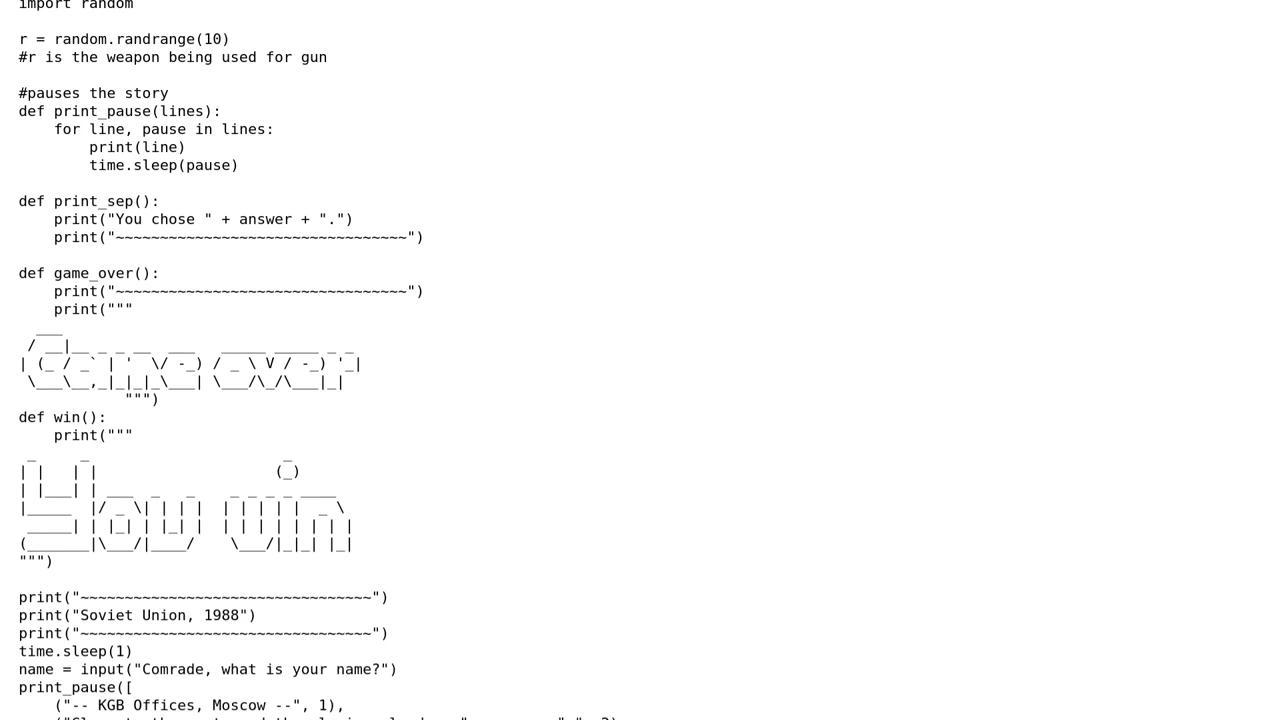 import random

r = random.randrange(10)
#r is the weapon being used for gun

#pauses the story
def print_pause(lines):
    for line, pause in lines:
        print(line)
        time.sleep(pause)

def print_sep():
    print("You chose " + answer + ".")
    print("~~~~~~~~~~~~~~~~~~~~~~~~~~~~~~~~~")

def game_over():
    print("~~~~~~~~~~~~~~~~~~~~~~~~~~~~~~~~~")
    print("""
  ___
 / __|__ _ _ __  ___   _____ _____ _ _
| (_ / _` | '  \/ -_) / _ \ V / -_) '_|
 \___\__,_|_|_|_\___| \___/\_/\___|_|
            """)
def win():
    print("""
 _     _                      _
| |   | |                    (_)
| |___| | ___  _   _    _ _ _ _ ____
|_____  |/ _ \| | | |  | | | | |  _ \
 _____| | |_| | |_| |  | | | | | | | |
(_______|\___/|____/    \___/|_|_| |_|
""")

print("~~~~~~~~~~~~~~~~~~~~~~~~~~~~~~~~~")
print("Soviet Union, 1988")
print("~~~~~~~~~~~~~~~~~~~~~~~~~~~~~~~~~")
time.sleep(1)
name = input("Comrade, what is your name?")
print_pause([
    ("-- KGB Offices, Moscow --", 1),